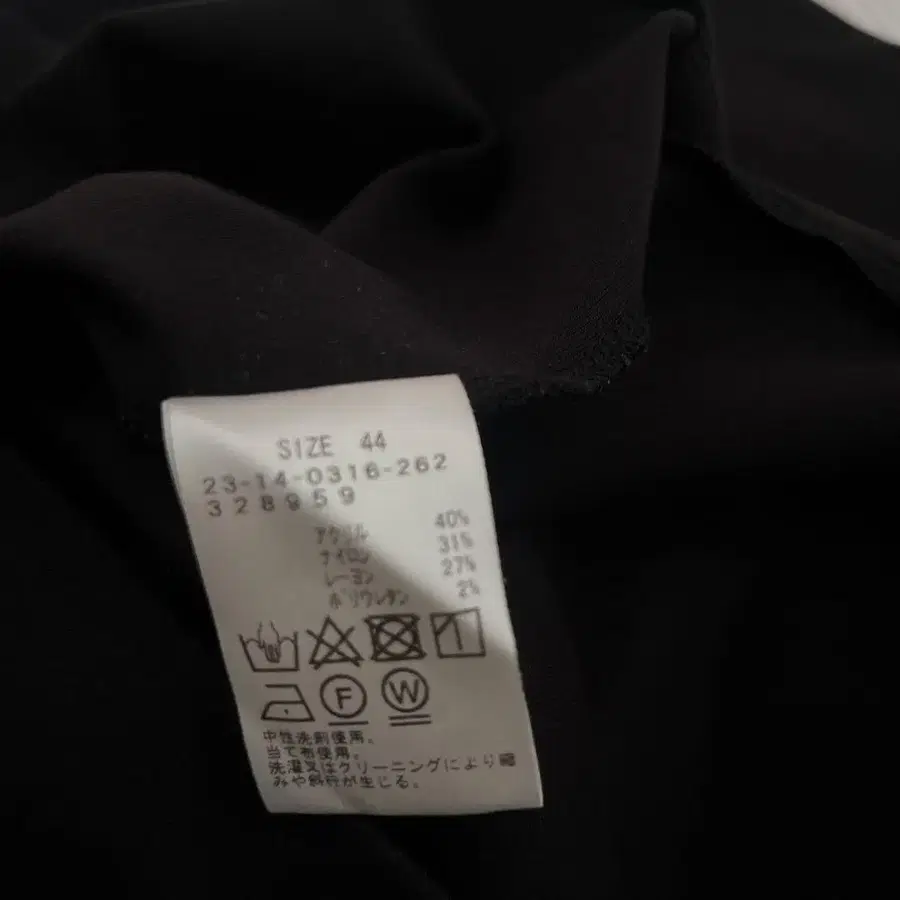 SIZE 44
23-14-0316-262
328959
アクリル 40%
ナイロン 31%
レーヨン 27%
ポリウレタン 2%
F W
中性洗剤使用。
当て布使用。
洗濯又はクリーニングにより縮
みや斜行が生じる。